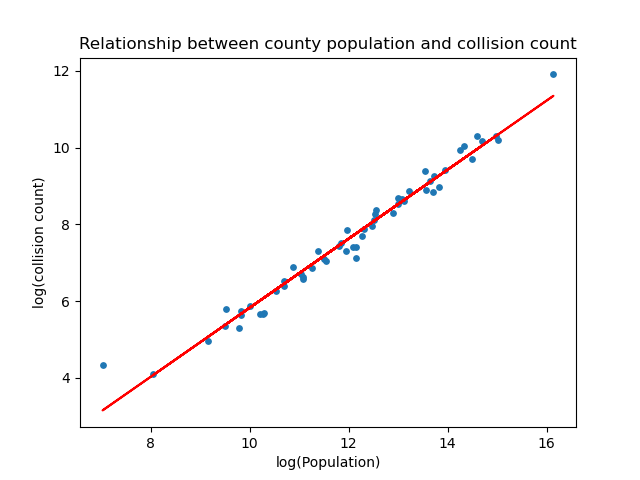 Relationship between county population and collision count
12
10
8
6
4
log(collision count)
8 10 12 14 16
log(Population)